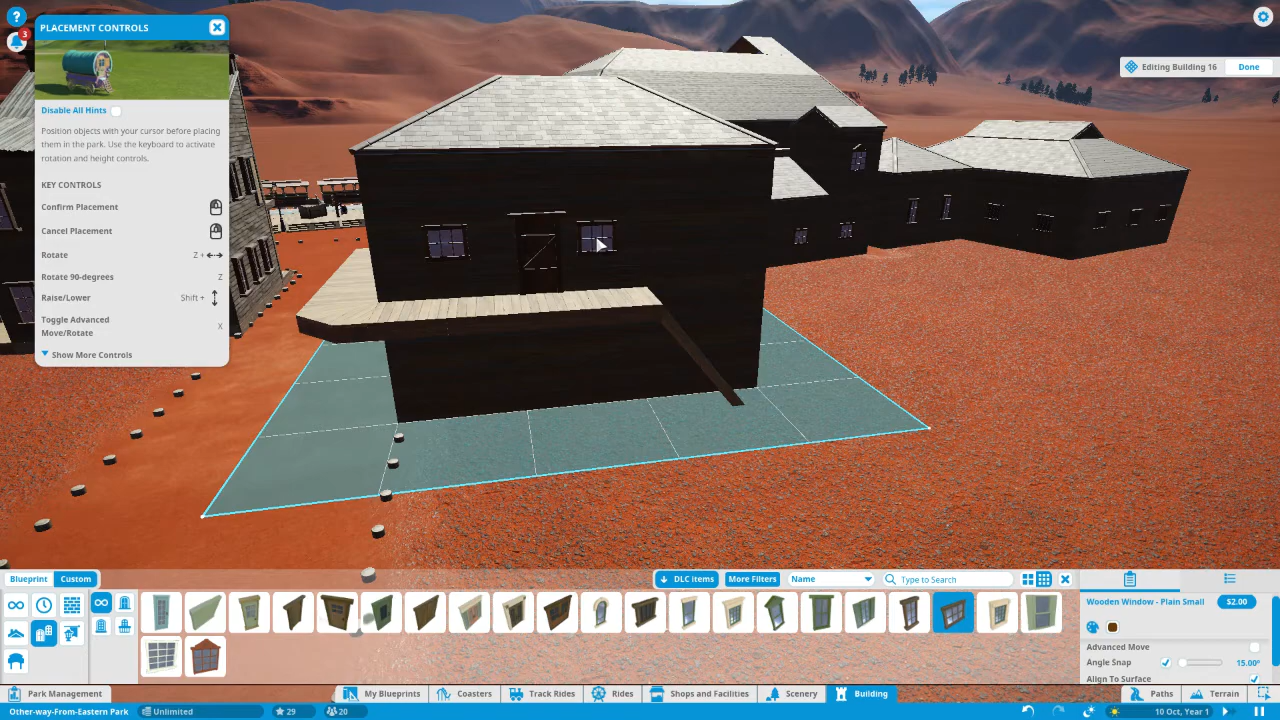 ?
3
PLACEMENT CONTROLS
Disable All Hints
Position objects with your cursor before placing
them in the park. Use the keyboard to activate
rotation and height controls.
KEY CONTROLS
Confirm Placement
Cancel Placement
Rotate Z +
Rotate 90-degrees Z
Raise/Lower Shift +
Toggle Advanced
Move/Rotate X
Show More Controls
Editing Building 16 Done
Blueprint Custom
DLC items More Filters Name Type to Search
Wooden Window - Plain Small $2.00
Advanced Move
Angle Snap 15.00°
Align To Surface
Park Management My Blueprints Coasters Track Rides Rides Shops and Facilities Scenery Building Paths Terrain
Other-way-From-Eastern Park Unlimited 29 20 10 Oct, Year 1